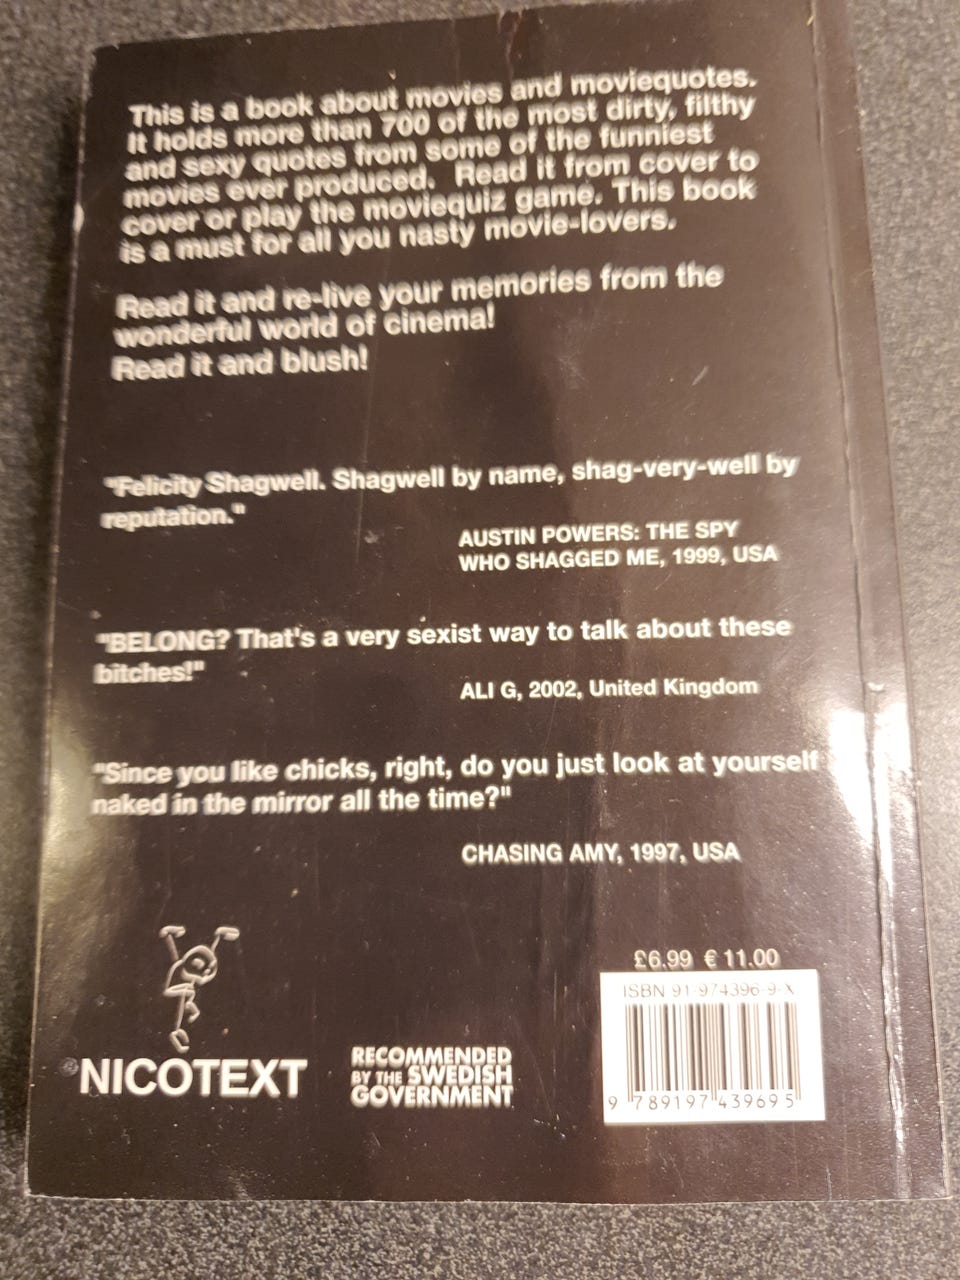 This is a book about movies and moviequotes.
It holds more than 700 of the most dirty, filthy
and sexy quotes from some of the funniest
movies ever produced. Read it from cover to
cover or play the moviequiz game. This book
is a must for all you nasty movie-lovers.
Read it and re-live your memories from the
wonderful world of cinema!
Read it and blush!
"Felicity Shagwell. Shagwell by name, shag-very-well by
reputation."
AUSTIN POWERS: THE SPY
WHO SHAGGED ME, 1999, USA
"BELONG? That's a very sexist way to talk about these
bitches!"
ALI G, 2002, United Kingdom
"Since you like chicks, right, do you just look at yourself
naked in the mirror all the time?"
CHASING AMY, 1997, USA
NICOTEXT
RECOMMENDED
BY THE SWEDISH
GOVERNMENT
£6.99 € 11.00
ISBN 91-974396-9-X
9 789197 439695